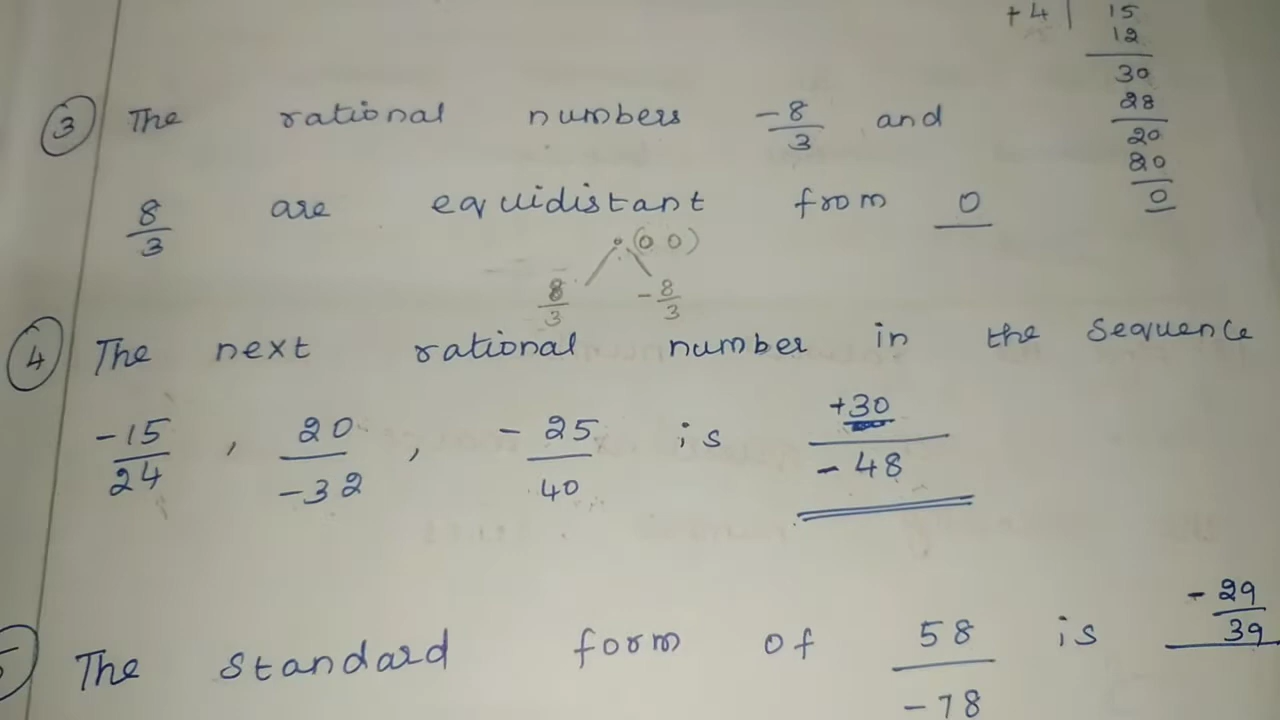 +4 | 15
12
30
28
20
20
0
③ The rational numbers -8/3 and
8/3 are equidistant from 0
(0 0)
8/3 -8/3
④ The next rational number in the sequence
-15/24 , 20/-32 , -25/40 is +30/-48
The standard form of 58/-78 is -29/39